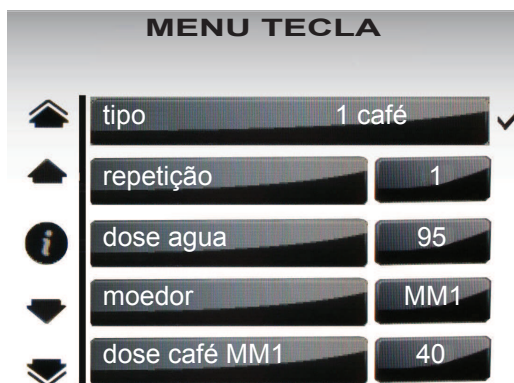 MENU TECLA
tipo 1 café
repetição 1
i
dose agua 95
moedor MM1
dose café MM1 40